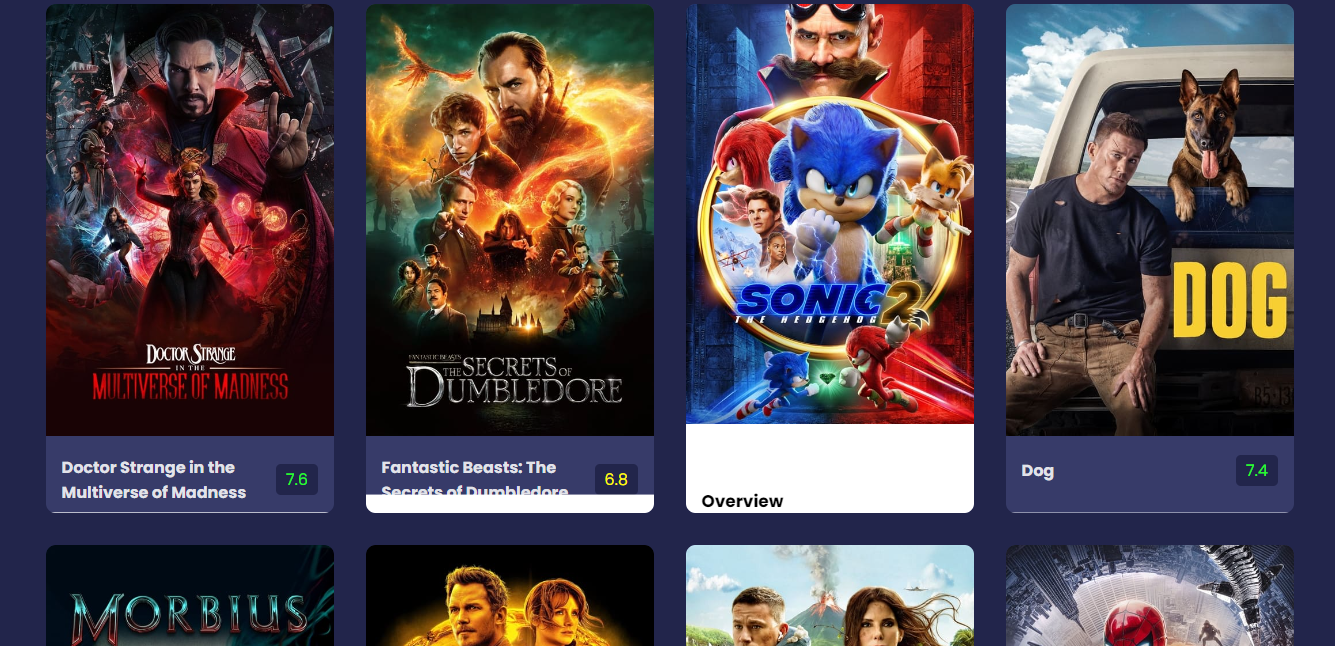 DOCTOR STRANGE
IN THE
MULTIVERSE OF MADNESS
Doctor Strange in the
Multiverse of Madness
7.6
FANTASTIC BEASTS
THE SECRETS OF
DUMBLEDORE
Fantastic Beasts: The
Secrets of Dumbledore
6.8
SONIC 2
THE HEDGEHOG
Overview
DOG
Dog
7.4
MORBIUS